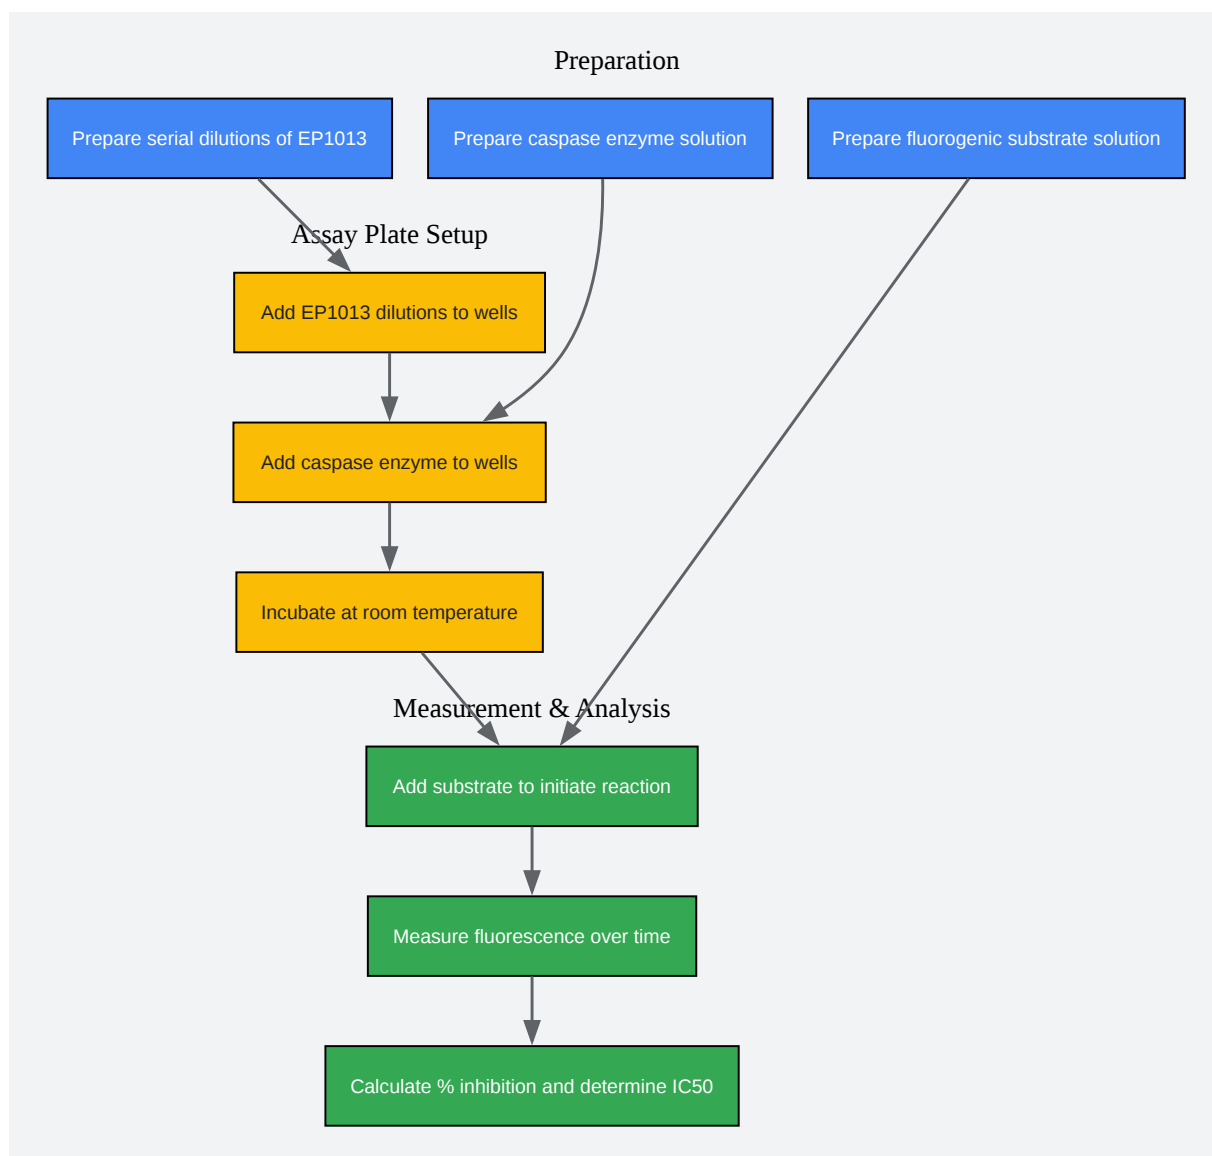 Preparation
Prepare serial dilutions of EP1013
Prepare caspase enzyme solution
Prepare fluorogenic substrate solution
Assay Plate Setup
Add EP1013 dilutions to wells
Add caspase enzyme to wells
Incubate at room temperature
Measurement & Analysis
Add substrate to initiate reaction
Measure fluorescence over time
Calculate % inhibition and determine IC50